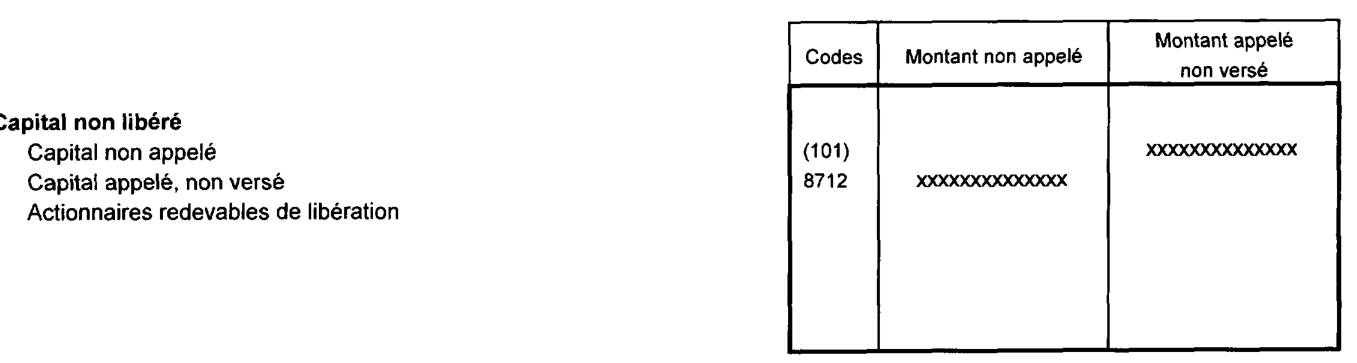 Codes Montant non appelé Montant appelé
non versé
Capital non libéré
Capital non appelé (101) xxxxxxxxxxxxxx
Capital appelé, non versé 8712 xxxxxxxxxxxxxx
Actionnaires redevables de libération